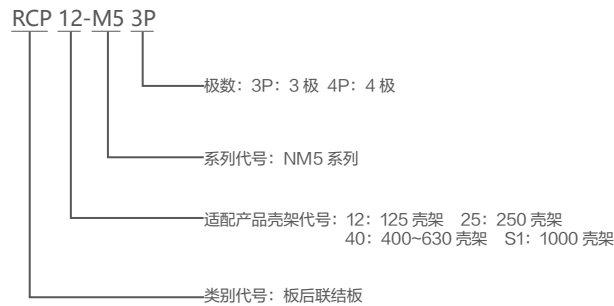 RCP 12-M5 3P
极数：3P：3 极 4P：4 极
系列代号：NM5 系列
适配产品壳架代号：12：125 壳架 25：250 壳架
40：400~630 壳架 S1：1000 壳架
类别代号：板后联结板